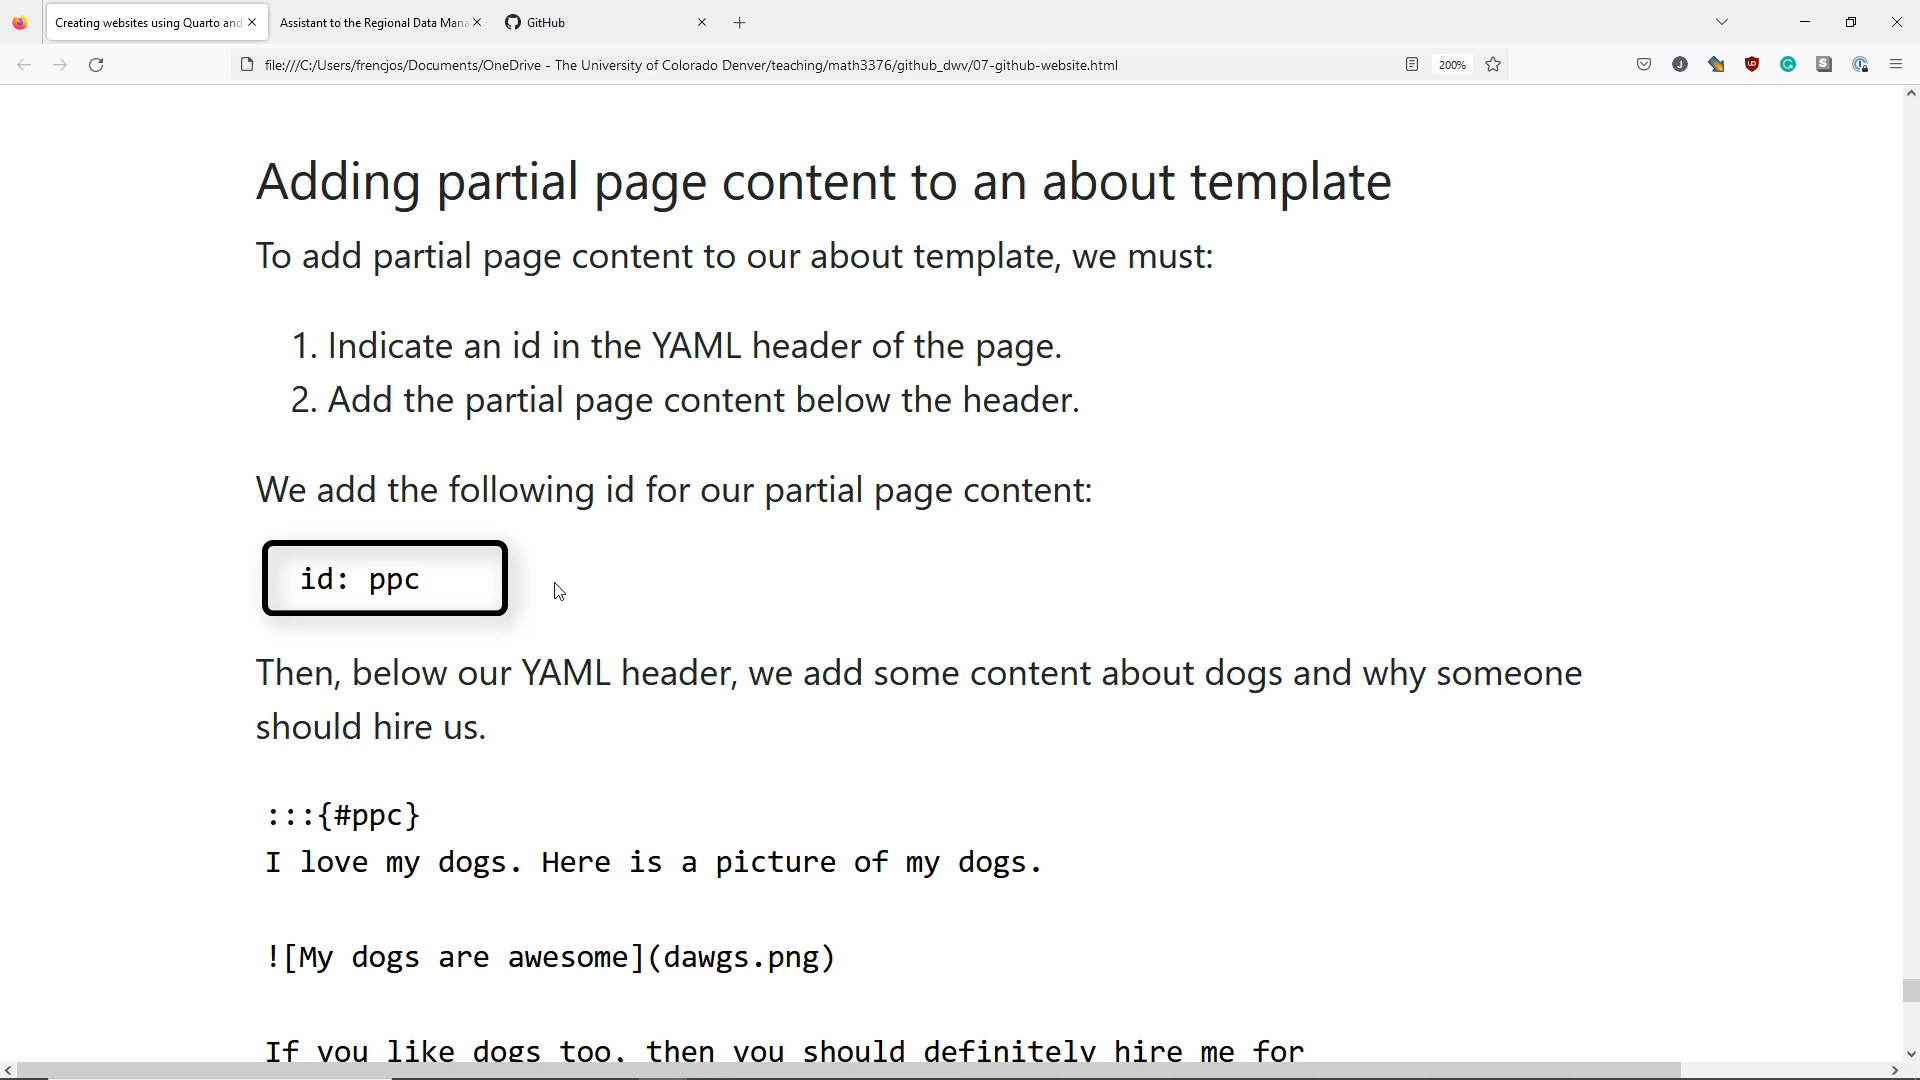 Creating websites using Quarto and
Assistant to the Regional Data Mana
GitHub
file:///C:/Users/frencjos/Documents/OneDrive - The University of Colorado Denver/teaching/math3376/github_dwv/07-github-website.html
200%
Adding partial page content to an about template
To add partial page content to our about template, we must:
1. Indicate an id in the YAML header of the page.
2. Add the partial page content below the header.
We add the following id for our partial page content:
id: ppc
Then, below our YAML header, we add some content about dogs and why someone
should hire us.
:::{#ppc}
I love my dogs. Here is a picture of my dogs.
![My dogs are awesome](dawgs.png)
If you like dogs too, then you should definitely hire me for